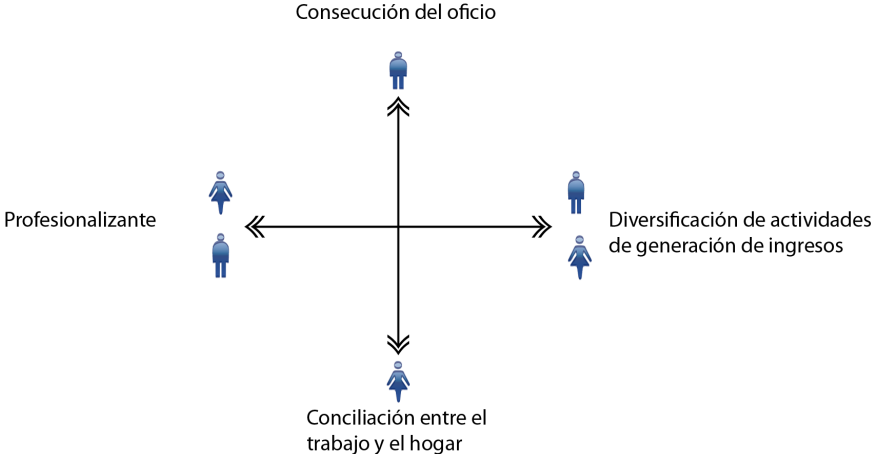 Consecución del oficio
Profesionalizante
Diversificación de actividades
de generación de ingresos
Conciliación entre el
trabajo y el hogar